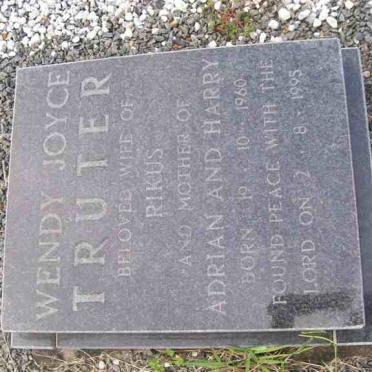 WENDY JOYCE
TRUTER
BELOVED WIFE OF
RIKUS
AND MOTHER OF
ADRIAN AND HARRY
BORN 19 · 10 · 1960
FOUND PEACE WITH THE
LORD ON 2 · 8 · 1995